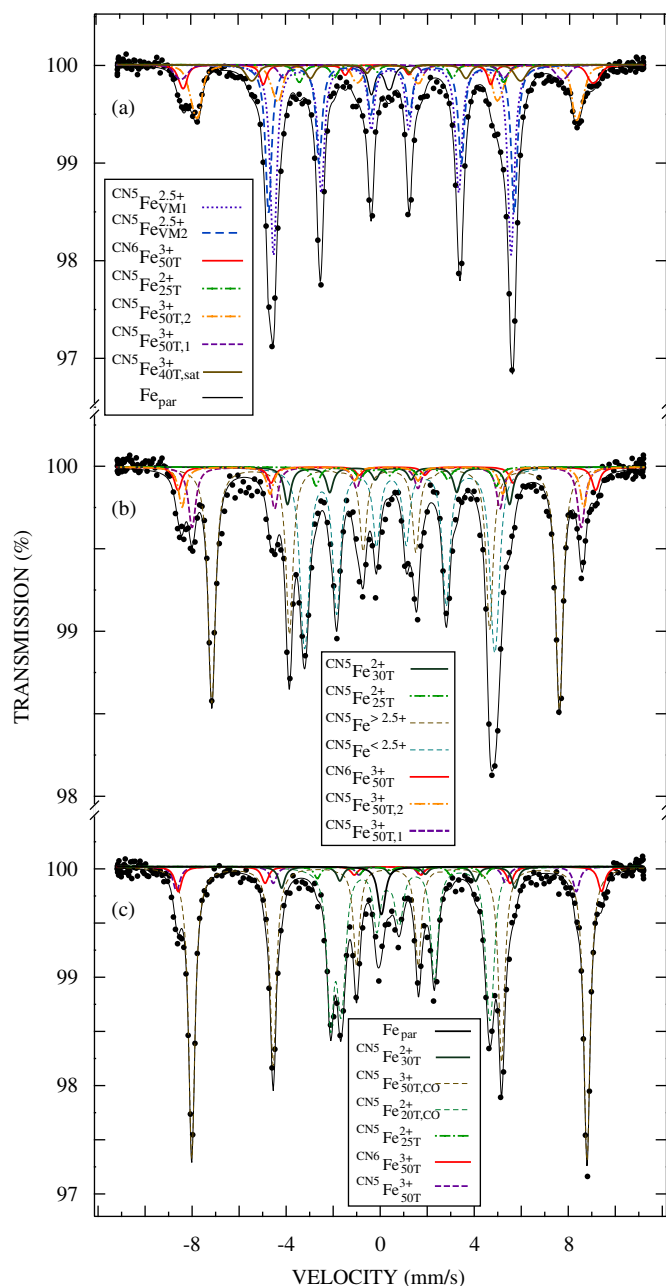 100
(a)
99
98
97
CN5Fe2.5+VM1
CN5Fe2.5+VM2
CN6Fe3+50T
CN5Fe2+25T
CN5Fe3+50T,2
CN5Fe3+50T,1
CN5Fe3+40T,sat
Fepar
100
(b)
99
98
CN5Fe2+30T
CN5Fe2+25T
CN5Fe>2.5+
CN5Fe<2.5+
CN6Fe3+50T
CN5Fe3+50T,2
CN5Fe3+50T,1
TRANSMISSION (%)
100
(c)
99
98
97
Fepar
CN5Fe2+30T
CN5Fe3+50T,CO
CN5Fe2+20T,CO
CN5Fe2+25T
CN6Fe3+50T
CN5Fe3+50T
-8 -4 0 4 8
VELOCITY (mm/s)